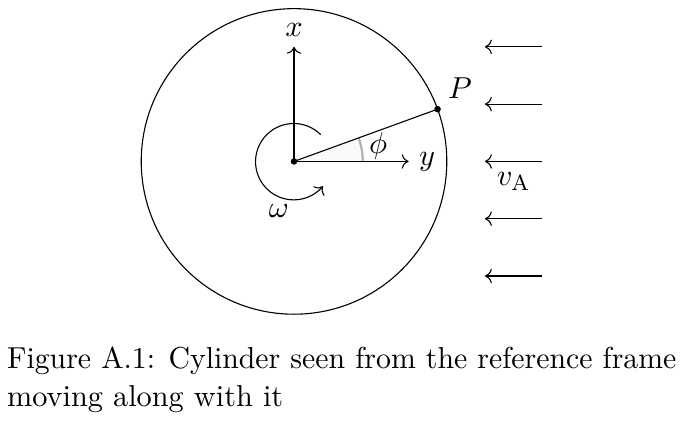 x
P
ϕ
y
v_A
ω
Figure A.1: Cylinder seen from the reference frame
moving along with it